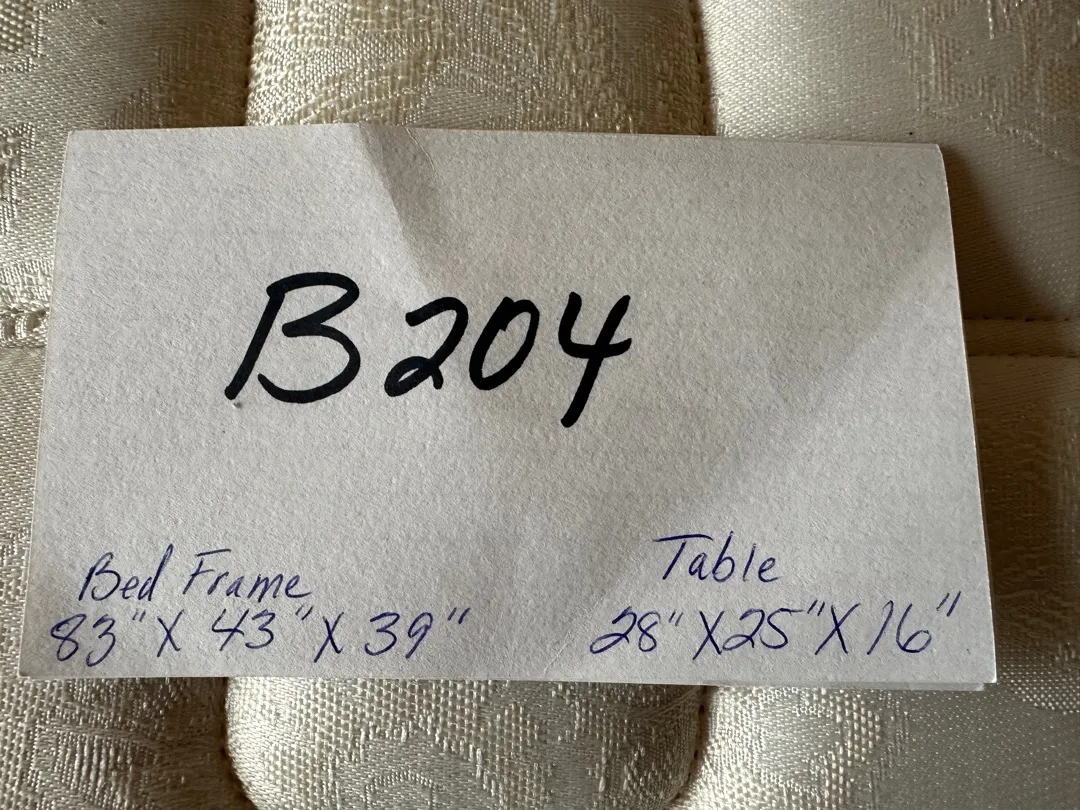 B204
Bed Frame
83" X 43" X 39"
Table
28" X 25" X 16"